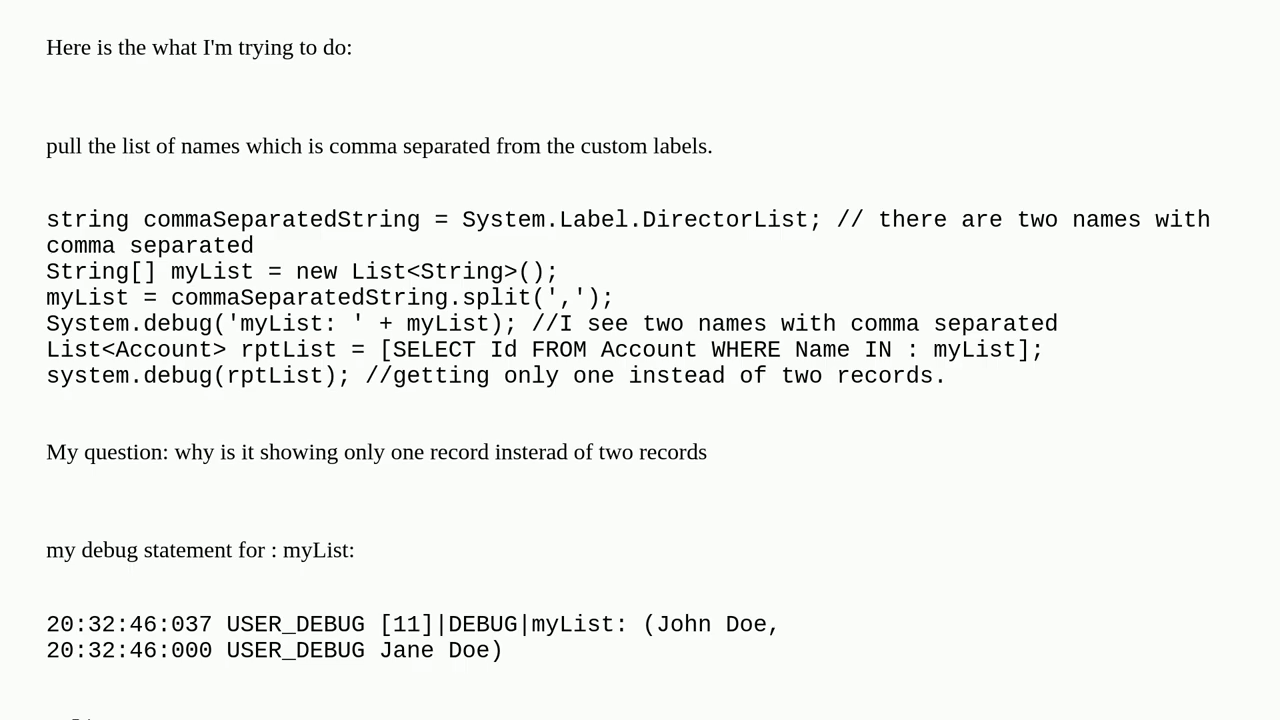 Here is the what I'm trying to do:
pull the list of names which is comma separated from the custom labels.
string commaSeparatedString = System.Label.DirectorList; // there are two names with
comma separated
String[] myList = new List<String>();
myList = commaSeparatedString.split(',');
System.debug('myList: ' + myList); //I see two names with comma separated
List<Account> rptList = [SELECT Id FROM Account WHERE Name IN : myList];
system.debug(rptList); //getting only one instead of two records.
My question: why is it showing only one record insterad of two records
my debug statement for : myList:
20:32:46:037 USER_DEBUG [11]|DEBUG|myList: (John Doe,
20:32:46:000 USER_DEBUG Jane Doe)